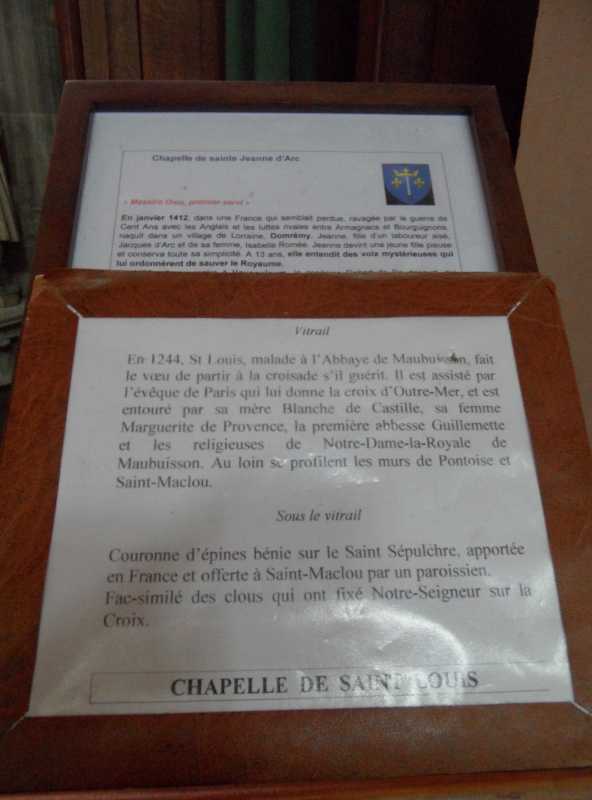 Chapelle de sainte Jeanne d'Arc
« Messire Dieu, premier servi »
En janvier 1412, dans une France qui semblait perdue, ravagée par la guerre de
Cent Ans avec les Anglais et les luttes rivales entre Armagnacs et Bourguignons,
naquit dans un village de Lorraine, Domrémy, Jeanne, fille d'un laboureur aisé,
Jacques d'Arc et de sa femme, Isabelle Romée. Jeanne devint une jeune fille pieuse
et conserva toute sa simplicité. A 13 ans, elle entendit des voix mystérieuses qui
lui ordonnèrent de sauver le Royaume.
Vitrail
En 1244, St Louis, malade à l'Abbaye de Maubuisson, fait
le vœu de partir à la croisade s'il guérit. Il est assisté par
l'évêque de Paris qui lui donne la croix d'Outre-Mer, et est
entouré par sa mère Blanche de Castille, sa femme
Marguerite de Provence, la première abbesse Guillemette
et les religieuses de Notre-Dame-la-Royale de
Maubuisson. Au loin se profilent les murs de Pontoise et
Saint-Maclou.
Sous le vitrail
Couronne d'épines bénie sur le Saint Sépulchre, apportée
en France et offerte à Saint-Maclou par un paroissien.
Fac-similé des clous qui ont fixé Notre-Seigneur sur la
Croix.
CHAPELLE DE SAINT LOUIS